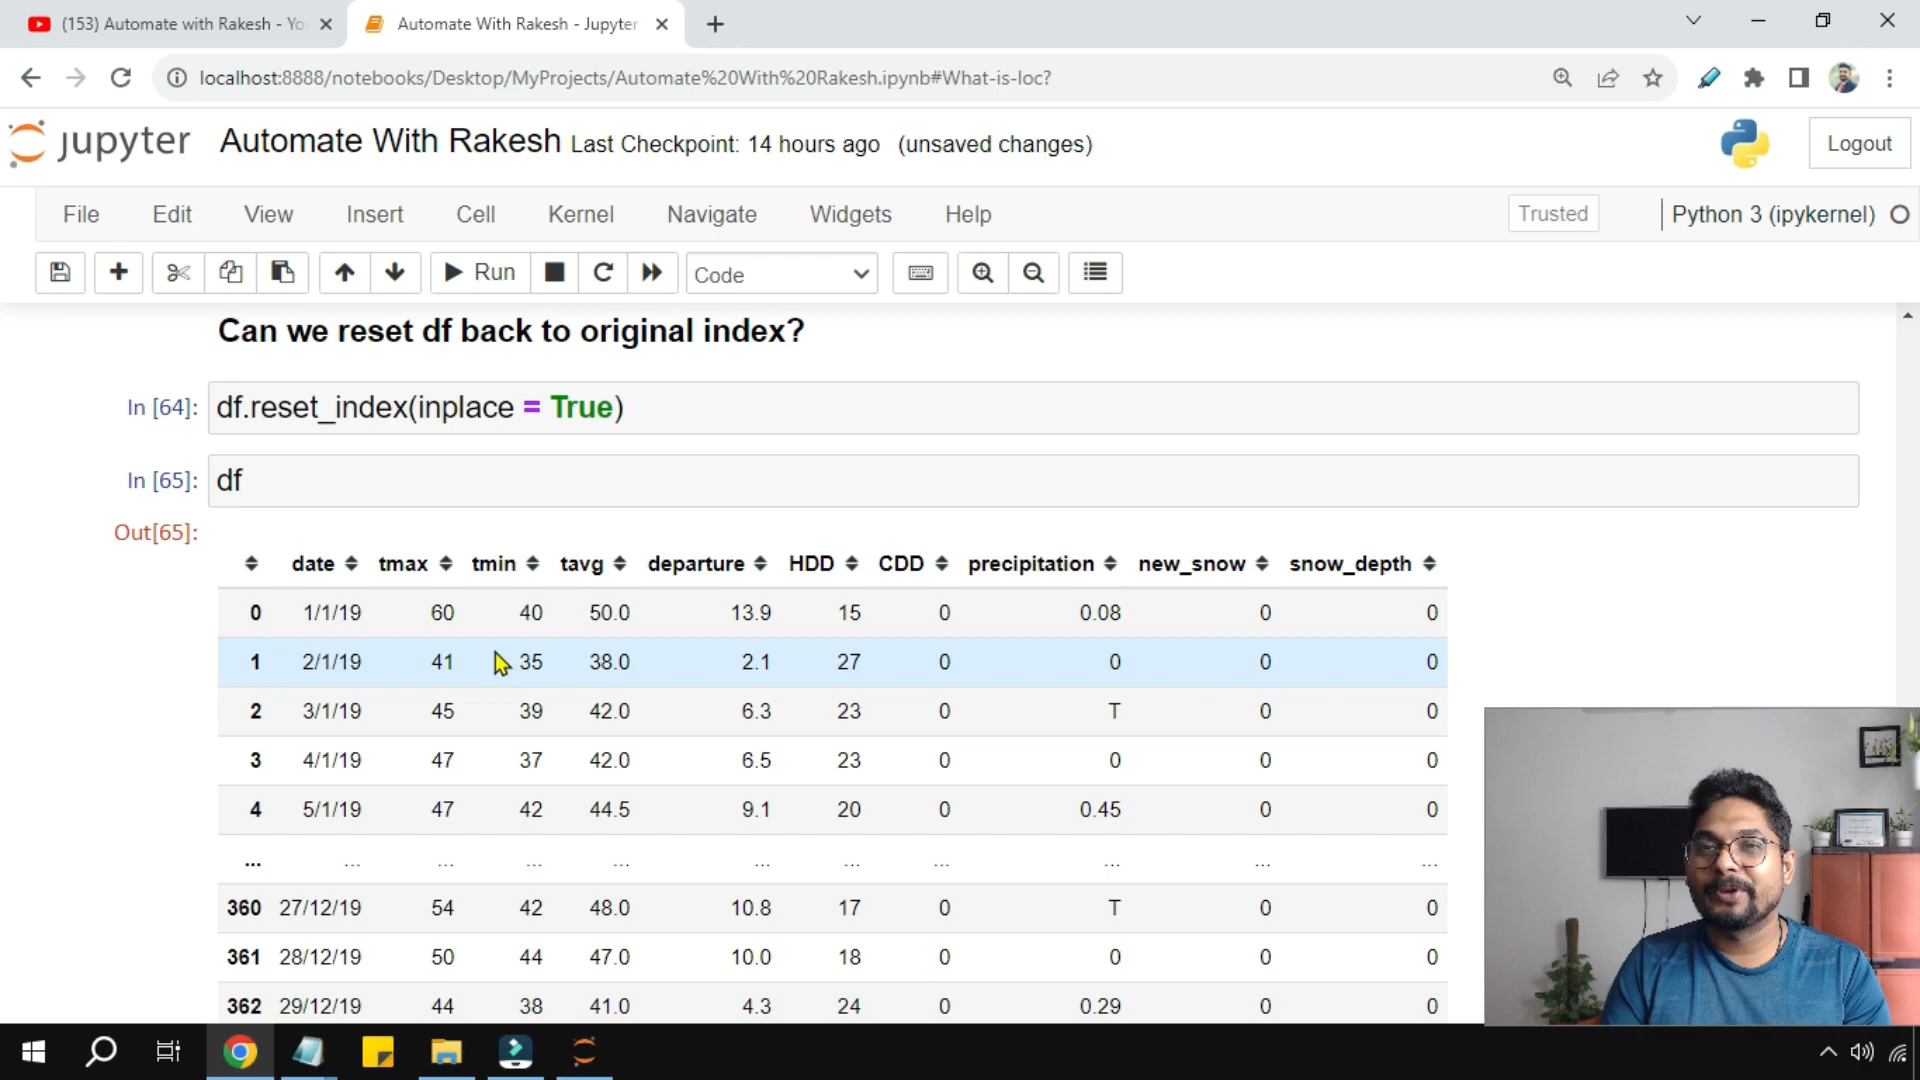 (153) Automate with Rakesh - Yo
Automate With Rakesh - Jupyter
localhost:8888/notebooks/Desktop/MyProjects/Automate%20With%20Rakesh.ipynb#What-is-loc?
jupyter Automate With Rakesh Last Checkpoint: 14 hours ago (unsaved changes)
Logout
File Edit View Insert Cell Kernel Navigate Widgets Help
Trusted
Python 3 (ipykernel)
Run
Code
Can we reset df back to original index?
In [64]: df.reset_index(inplace = True)
In [65]: df
Out[65]:
date tmax tmin tavg departure HDD CDD precipitation new_snow snow_depth
0 1/1/19 60 40 50.0 13.9 15 0 0.08 0 0
1 2/1/19 41 35 38.0 2.1 27 0 0 0 0
2 3/1/19 45 39 42.0 6.3 23 0 T 0 0
3 4/1/19 47 37 42.0 6.5 23 0 0 0 0
4 5/1/19 47 42 44.5 9.1 20 0 0.45 0 0
... ... ... ... ... ... ... ... ... ... ...
360 27/12/19 54 42 48.0 10.8 17 0 T 0 0
361 28/12/19 50 44 47.0 10.0 18 0 0 0 0
362 29/12/19 44 38 41.0 4.3 24 0 0.29 0 0